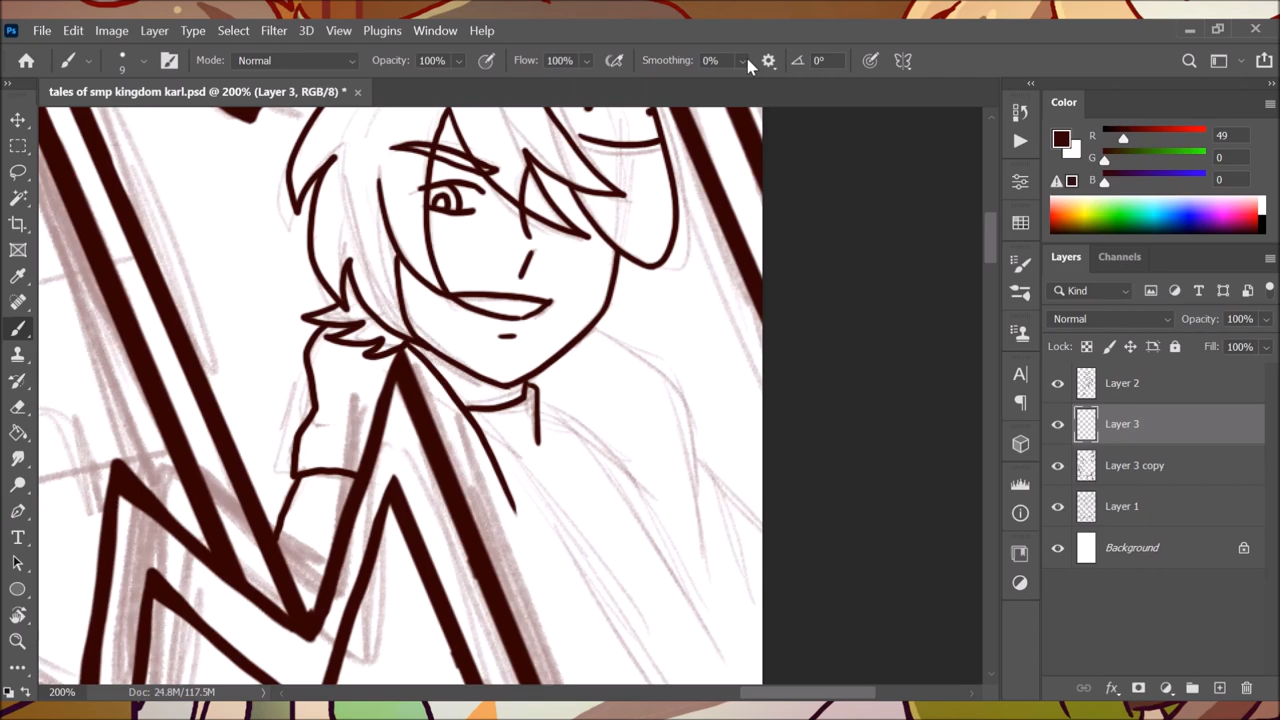 Ps File Edit Image Layer Type Select Filter 3D View Plugins Window Help
9 Mode: Normal Opacity: 100% Flow: 100% Smoothing: 0% 0°
tales of smp kingdom karl.psd @ 200% (Layer 3, RGB/8) *
Color
R 49
G 0
B 0
Layers Channels
Kind
Normal Opacity: 100%
Lock: Fill: 100%
Layer 2
Layer 3
Layer 3 copy
Layer 1
Background
200% Doc: 24.8M/117.5M